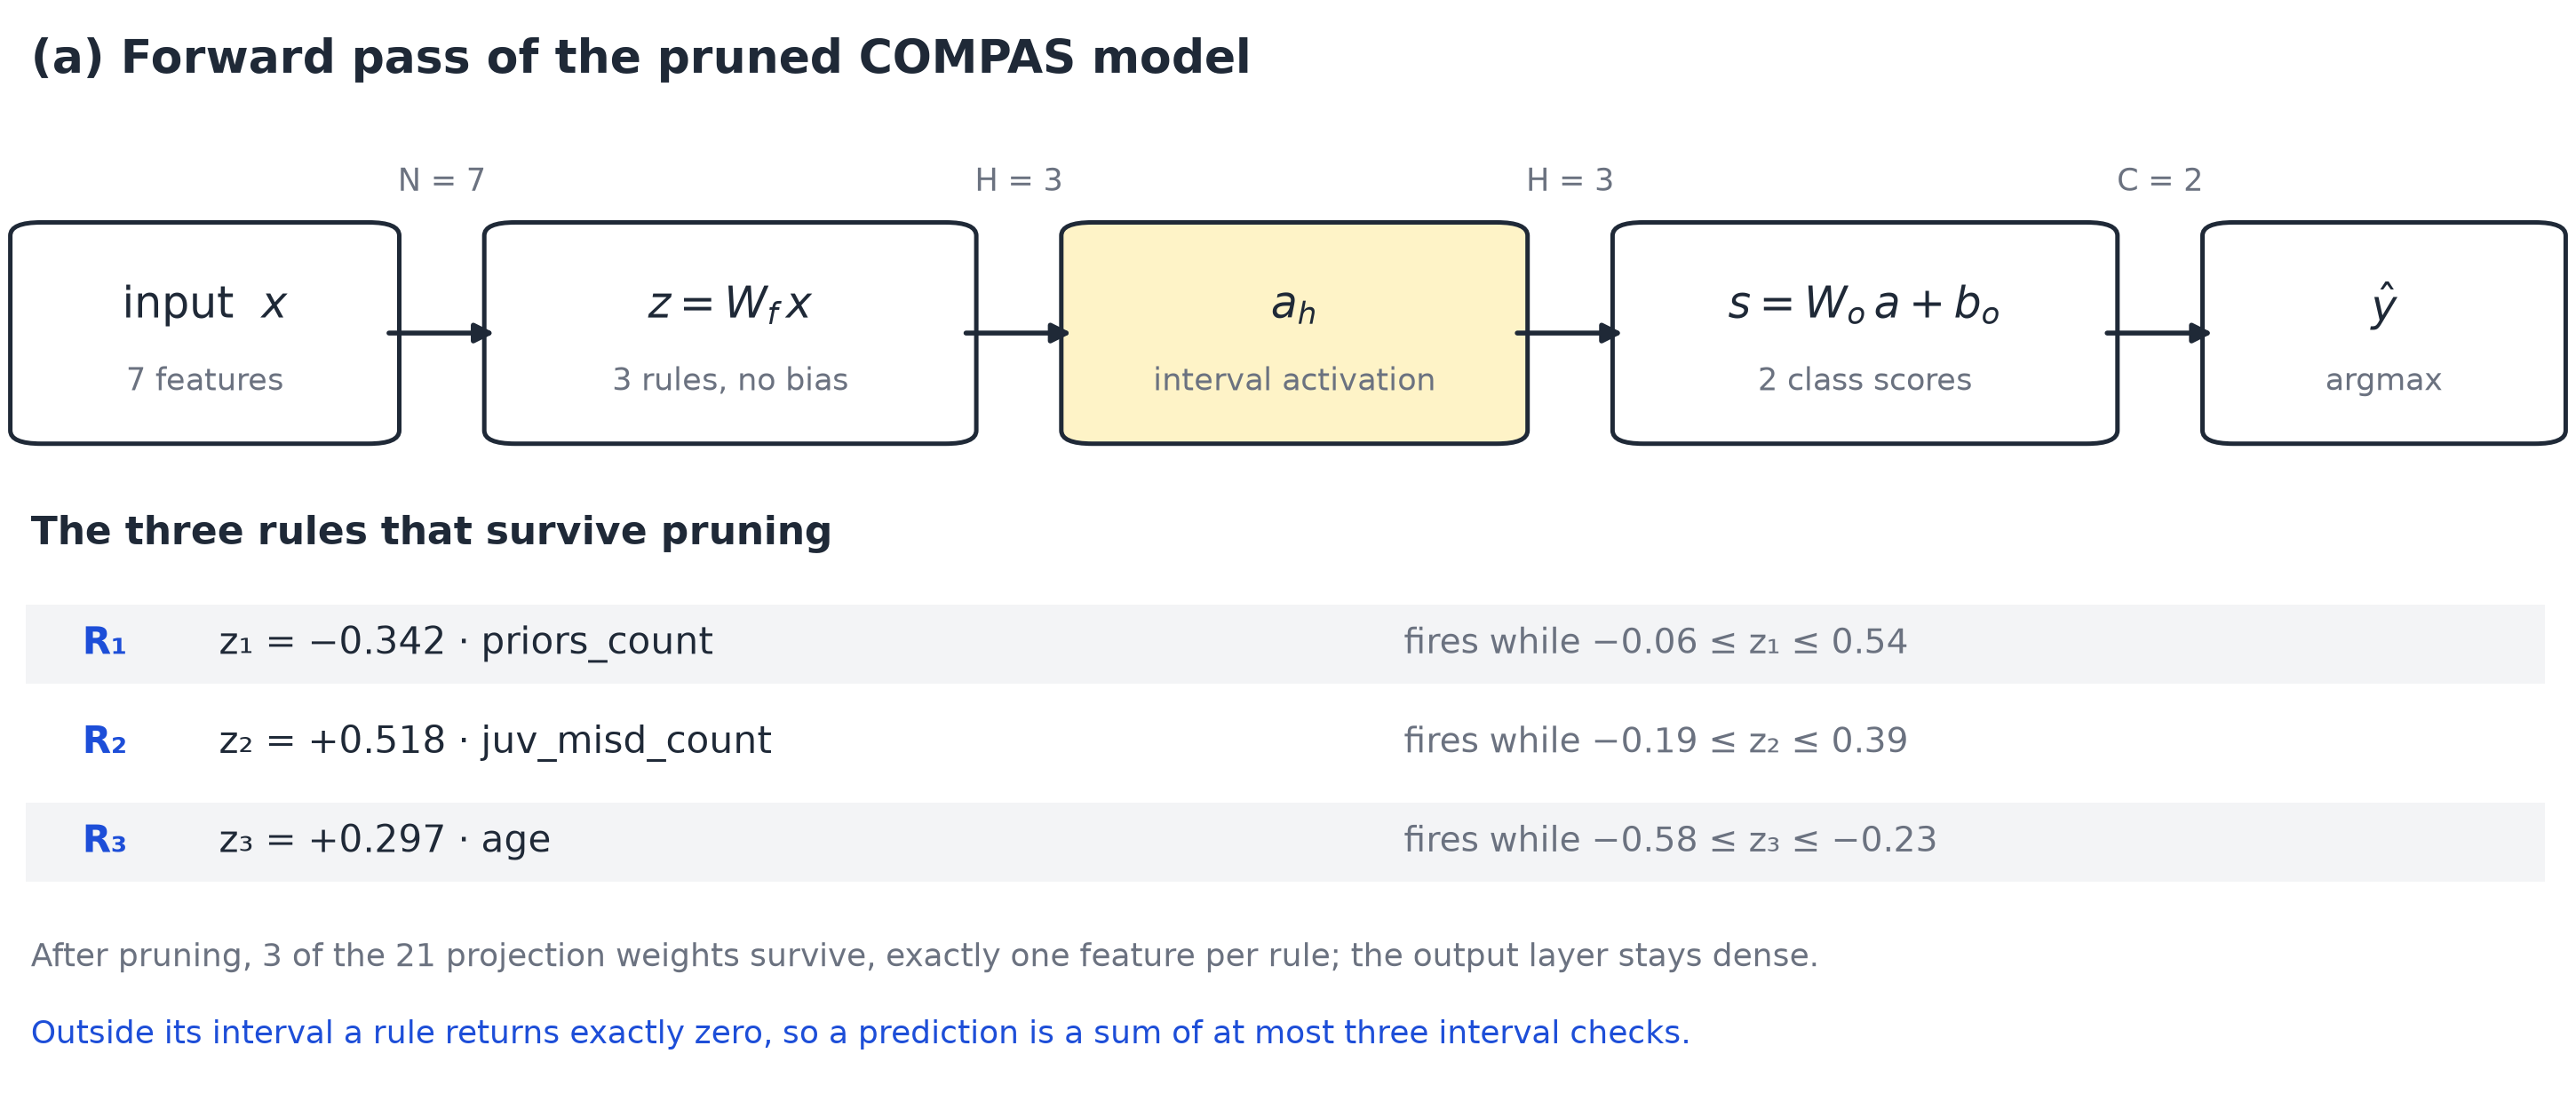 (a) Forward pass of the pruned COMPAS model
N = 7 H = 3 H = 3 C = 2
input x
7 features
z = W_f x
3 rules, no bias
a_h
interval activation
s = W_o a + b_o
2 class scores
ŷ
argmax
The three rules that survive pruning
R₁ z₁ = −0.342 · priors_count fires while −0.06 ≤ z₁ ≤ 0.54
R₂ z₂ = +0.518 · juv_misd_count fires while −0.19 ≤ z₂ ≤ 0.39
R₃ z₃ = +0.297 · age fires while −0.58 ≤ z₃ ≤ −0.23
After pruning, 3 of the 21 projection weights survive, exactly one feature per rule; the output layer stays dense.
Outside its interval a rule returns exactly zero, so a prediction is a sum of at most three interval checks.